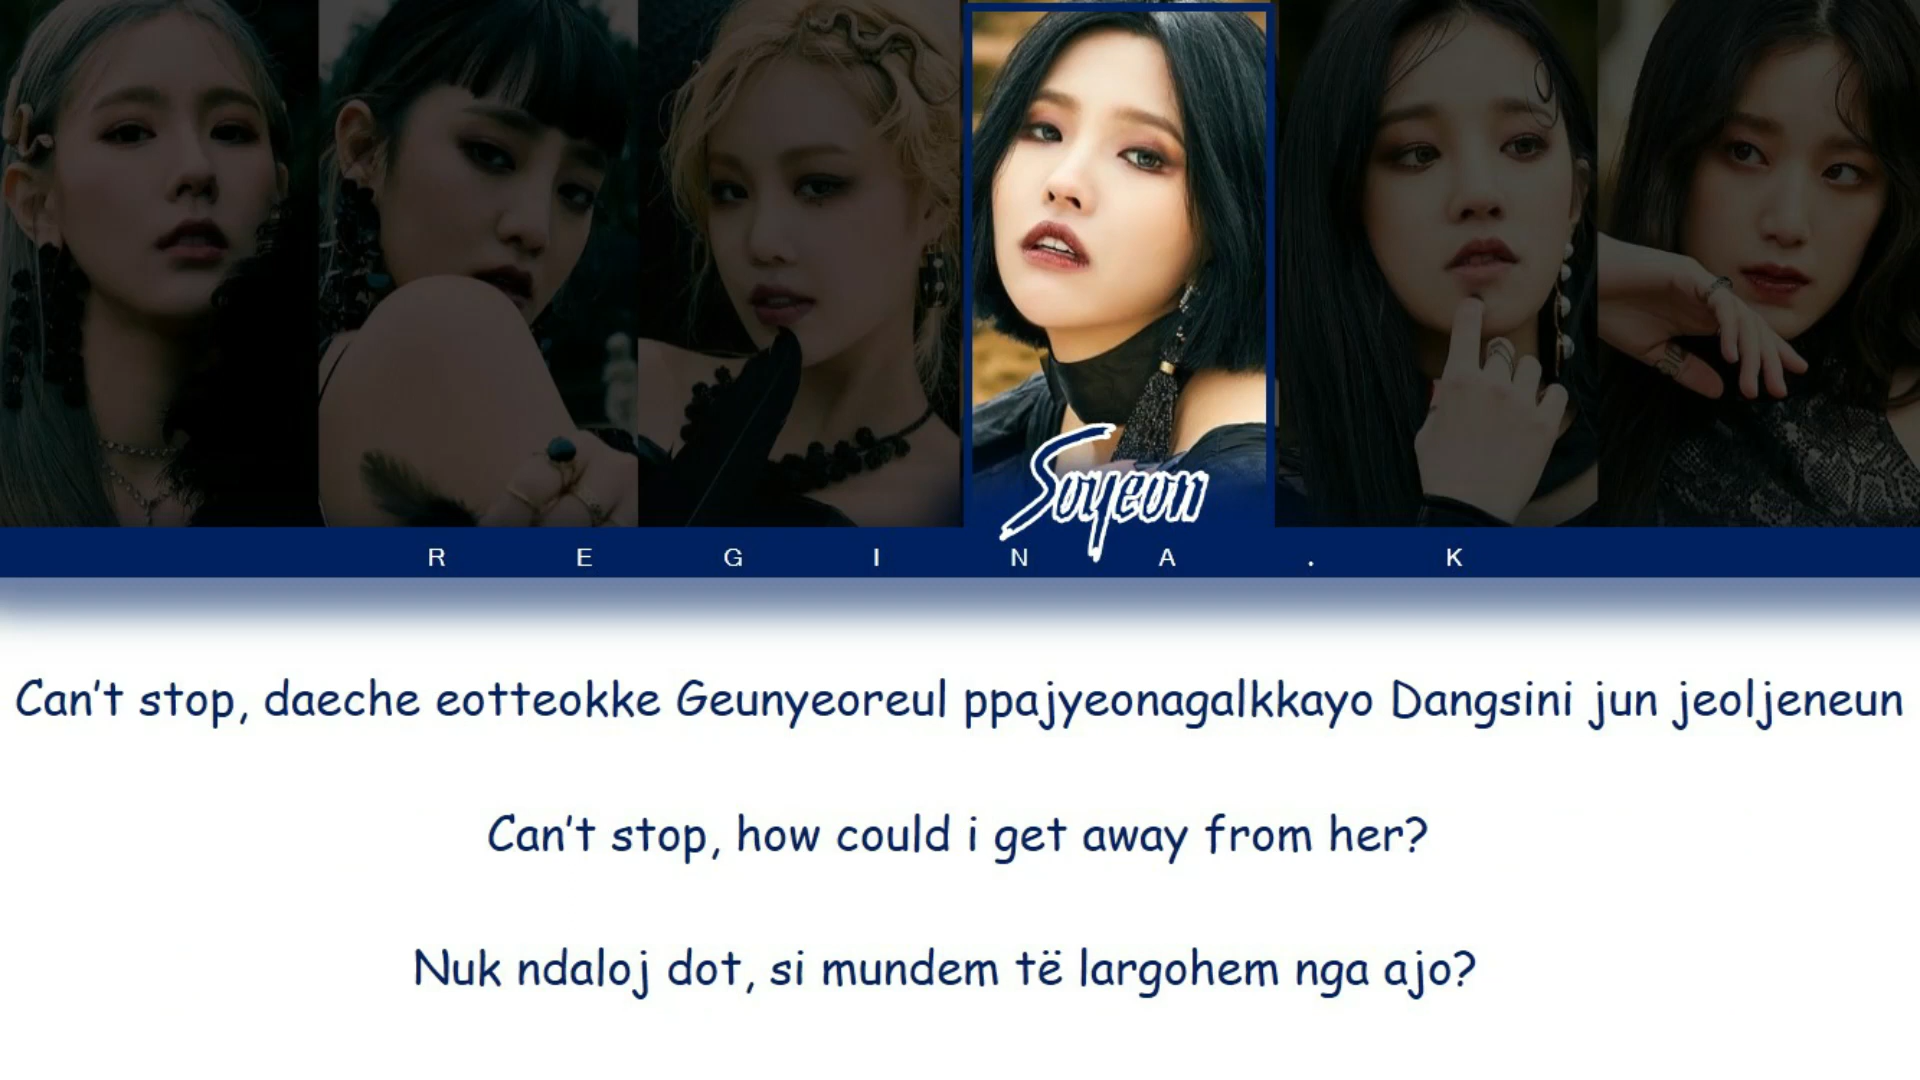 Soyeon
REGINA.K
Can't stop, daeche eotteokke Geunyeoreul ppajyeonagalkkayo Dangsini jun jeoljeneun
Can't stop, how could i get away from her?
Nuk ndaloj dot, si mundem të largohem nga ajo?